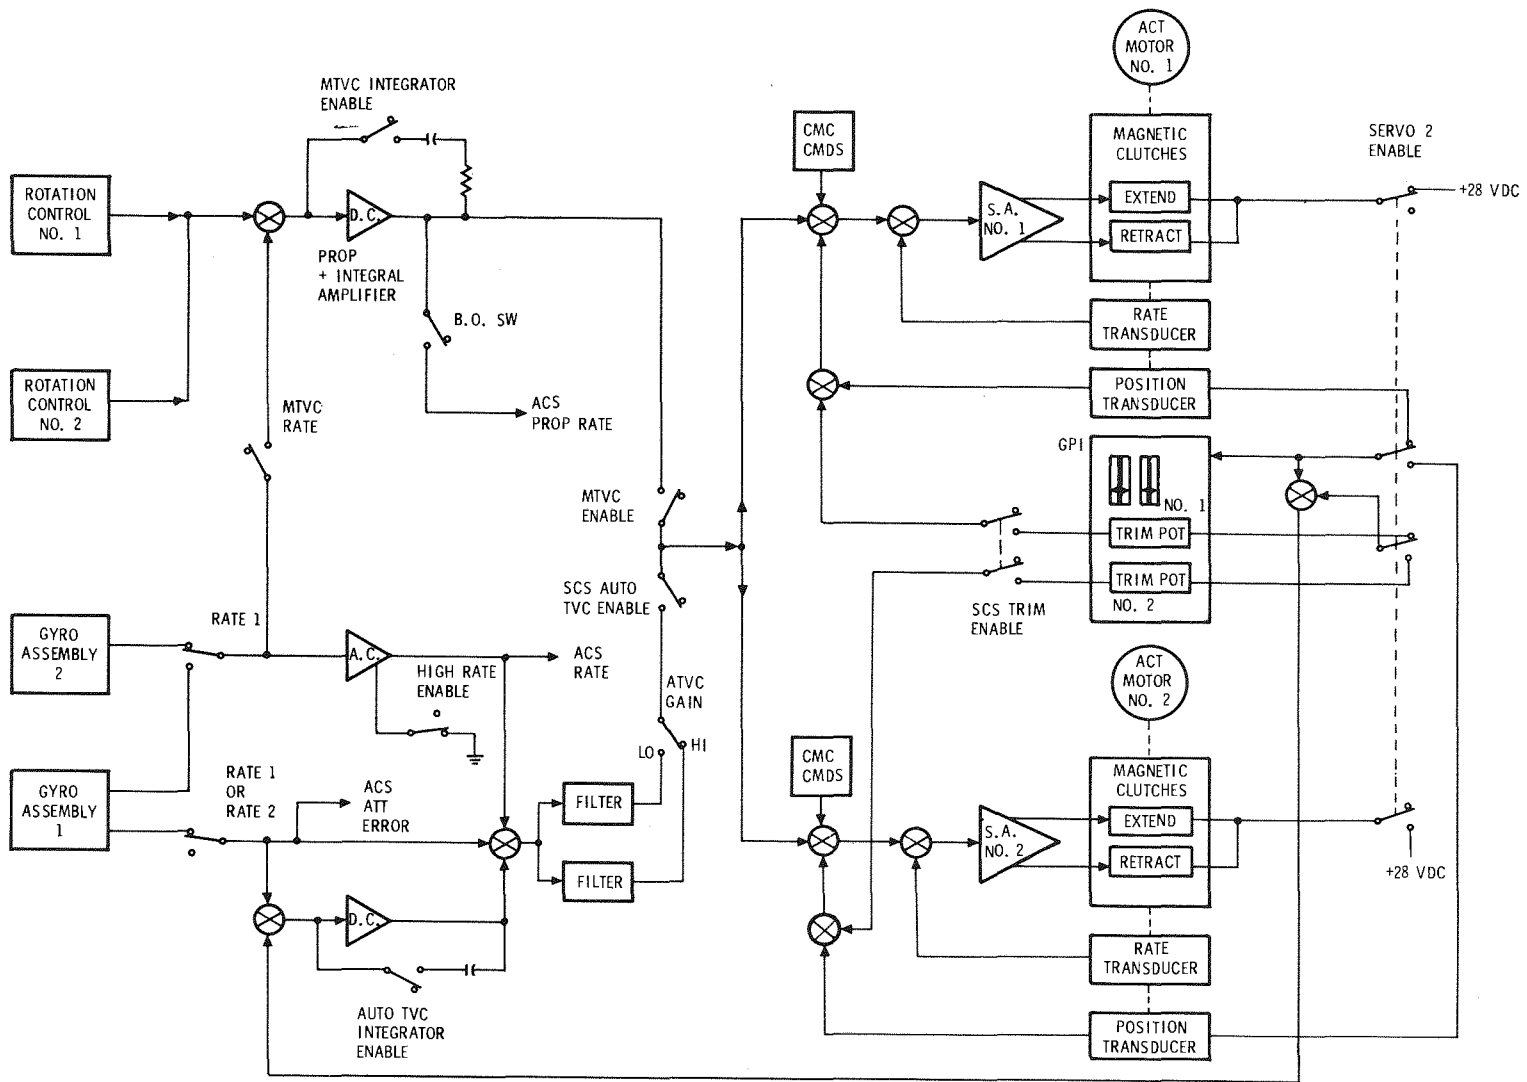 ACT
MOTOR
NO. 1
MTVC INTEGRATOR
ENABLE
CMC
CMDS
MAGNETIC
CLUTCHES
SERVO 2
ENABLE
+28 VDC
EXTEND
RETRACT
S.A.
NO. 1
ROTATION
CONTROL
NO. 1
D.C.
PROP
+ INTEGRAL
AMPLIFIER
B.O. SW
RATE
TRANSDUCER
ROTATION
CONTROL
NO. 2
MTVC
RATE
ACS
PROP RATE
POSITION
TRANSDUCER
GPI
NO. 1
TRIM POT
TRIM POT
NO. 2
MTVC
ENABLE
SCS AUTO
TVC ENABLE
SCS TRIM
ENABLE
GYRO
ASSEMBLY
2
RATE 1
A.C.
ACS
RATE
HIGH RATE
ENABLE
ATVC
GAIN
LO
HI
ACT
MOTOR
NO. 2
GYRO
ASSEMBLY
1
RATE 1
OR
RATE 2
ACS
ATT
ERROR
FILTER
FILTER
CMC
CMDS
MAGNETIC
CLUTCHES
EXTEND
RETRACT
S.A.
NO. 2
+28 VDC
D.C.
RATE
TRANSDUCER
AUTO TVC
INTEGRATOR
ENABLE
POSITION
TRANSDUCER